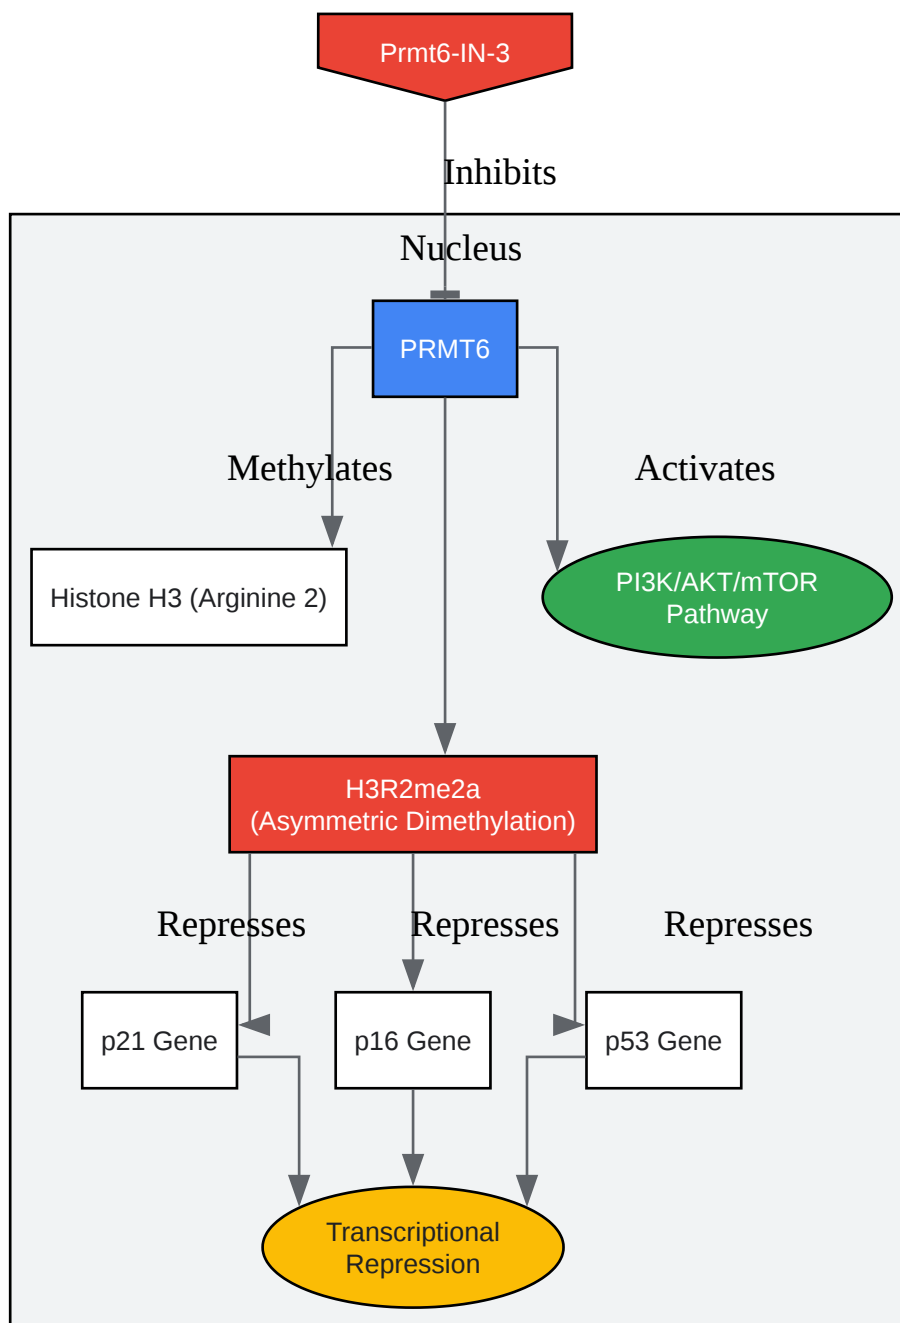 Prmt6-IN-3
Inhibits
Nucleus
PRMT6
Methylates
Activates
Histone H3 (Arginine 2)
PI3K/AKT/mTOR
Pathway
H3R2me2a
(Asymmetric Dimethylation)
Represses
Represses
Represses
p21 Gene
p16 Gene
p53 Gene
Transcriptional
Repression